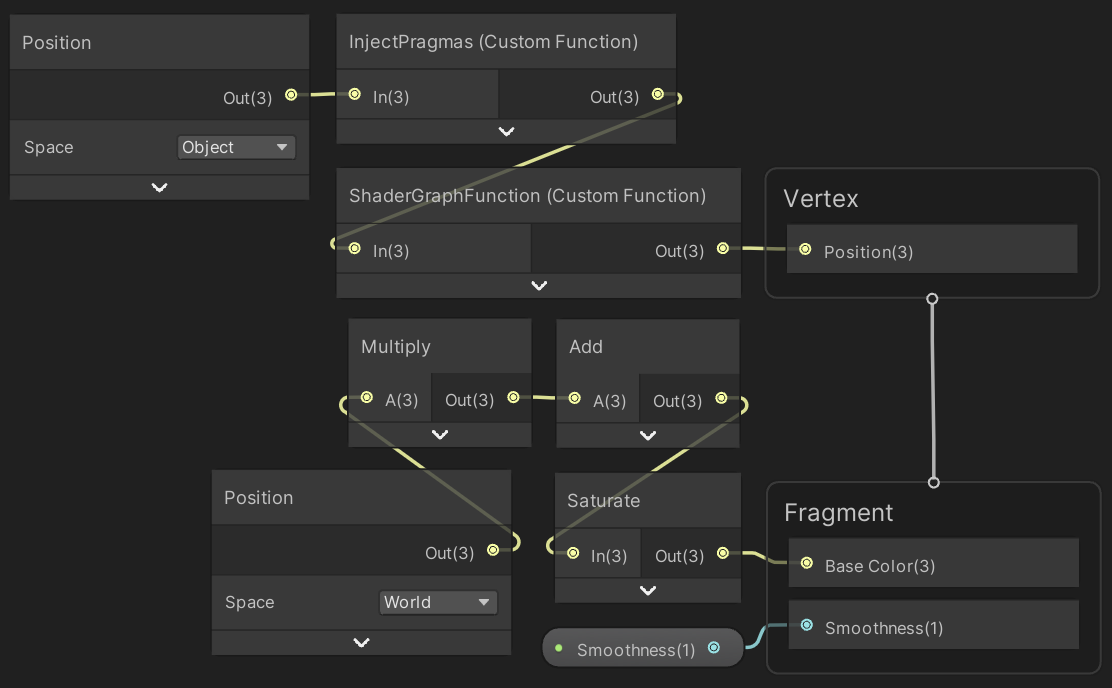 Position
Out(3)
Space
Object
InjectPragmas (Custom Function)
In(3)
Out(3)
ShaderGraphFunction (Custom Function)
In(3)
Out(3)
Vertex
Position(3)
Multiply
A(3)
Out(3)
Add
A(3)
Out(3)
Position
Out(3)
Space
World
Saturate
In(3)
Out(3)
Smoothness(1)
Fragment
Base Color(3)
Smoothness(1)